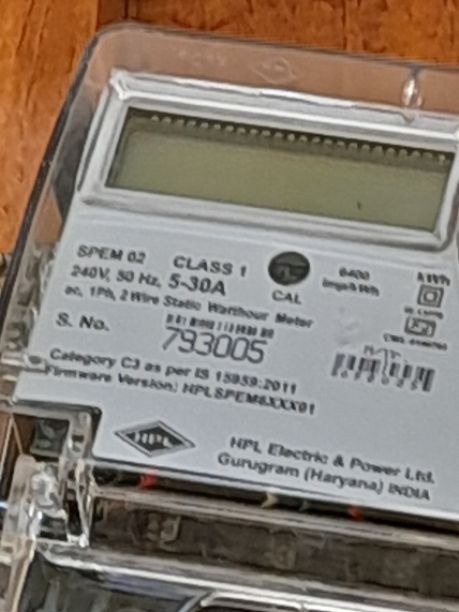 SPEM 02 CLASS 1 6400 kWh
240V, 50 Hz, 5-30A imp/kWh
CAL
ac, 1Ph, 2 Wire Static Watthour Meter
S. No. 793005
Category C3 as per IS 15959:2011
Firmware Version: HPLSPEM6XXX01
HPL HPL Electric & Power Ltd.
Gurugram (Haryana) INDIA